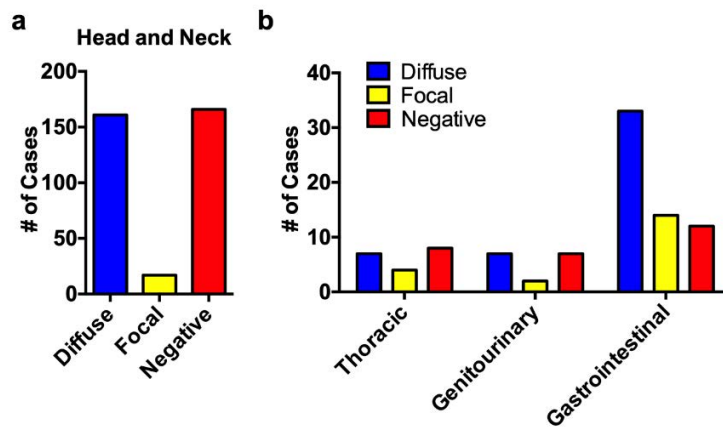 a
Head and Neck
# of Cases
200
150
100
50
0
Diffuse
Focal
Negative
b
# of Cases
40
30
20
10
0
Diffuse
Focal
Negative
Thoracic
Genitourinary
Gastrointestinal